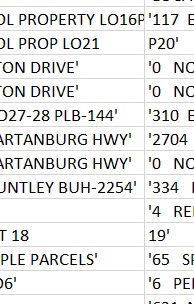 OL PROPERTY LO16P '117 E
OL PROP LO21 P20'
TON DRIVE' '0 NO
TON DRIVE' '0 NO
O27-28 PLB-144' '310 E
ARTANBURG HWY' '2704
ARTANBURG HWY' '0 NO
UNTLEY BUH-2254' '334
'4 REI
T 18 19'
PLE PARCELS' '65 SP
O6' '6 PEI